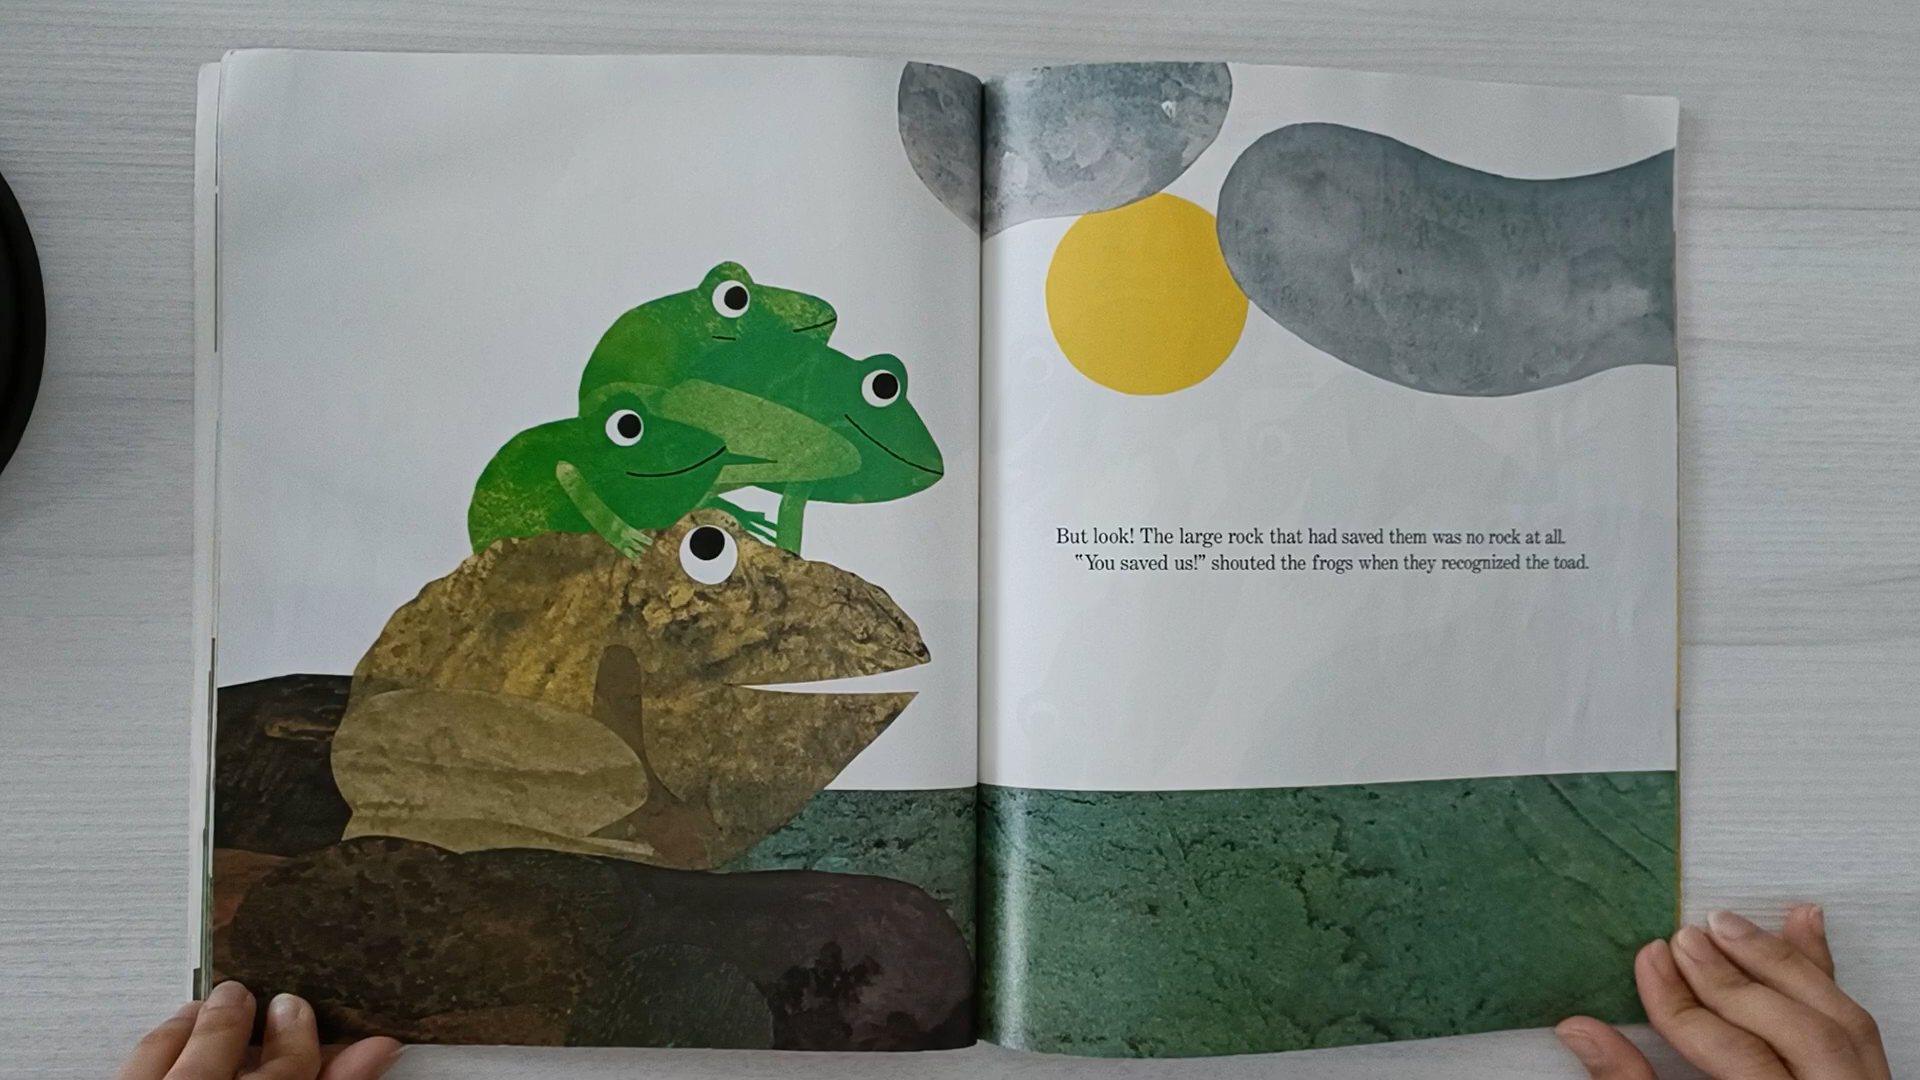 But look! The large rock that had saved them was no rock at all.
“You saved us!” shouted the frogs when they recognized the toad.